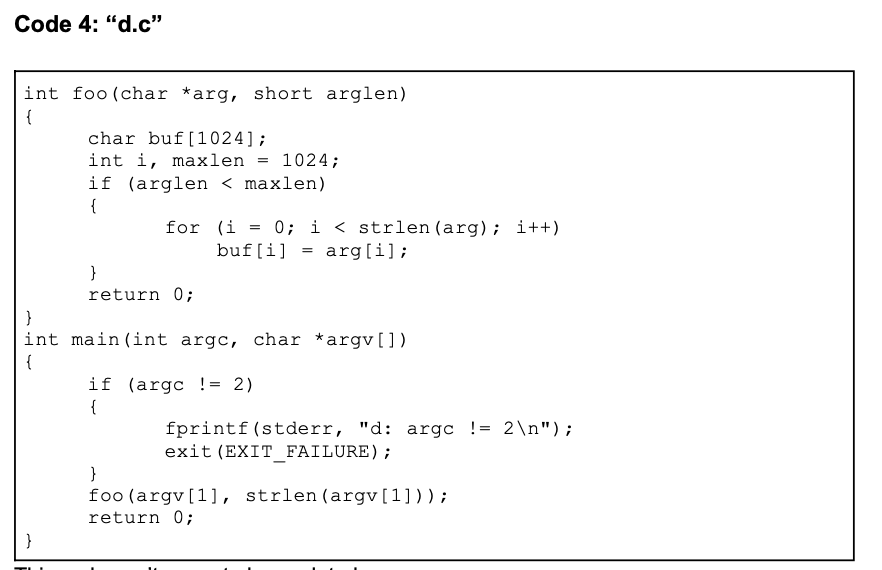 Code 4: “d.c”
int foo(char *arg, short arglen)
{
char buf[1024];
int i, maxlen = 1024;
if (arglen < maxlen)
{
for (i = 0; i < strlen(arg); i++)
buf[i] = arg[i];
}
return 0;
}
int main(int argc, char *argv[])
{
if (argc != 2)
{
fprintf(stderr, "d: argc != 2\n");
exit(EXIT_FAILURE);
}
foo(argv[1], strlen(argv[1]));
return 0;
}